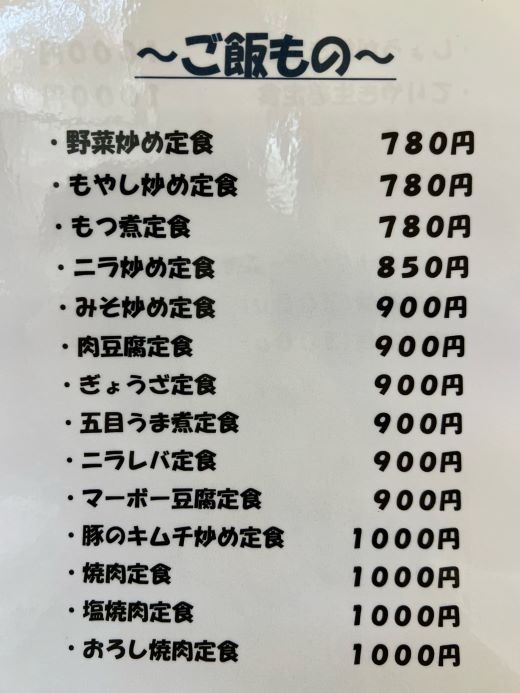 ～ご飯もの～
・野菜炒め定食 780円
・もやし炒め定食 780円
・もつ煮定食 780円
・ニラ炒め定食 850円
・みそ炒め定食 900円
・肉豆腐定食 900円
・ぎょうざ定食 900円
・五目うま煮定食 900円
・ニラレバ定食 900円
・マーボー豆腐定食 900円
・豚のキムチ炒め定食 1000円
・焼肉定食 1000円
・塩焼肉定食 1000円
・おろし焼肉定食 1000円